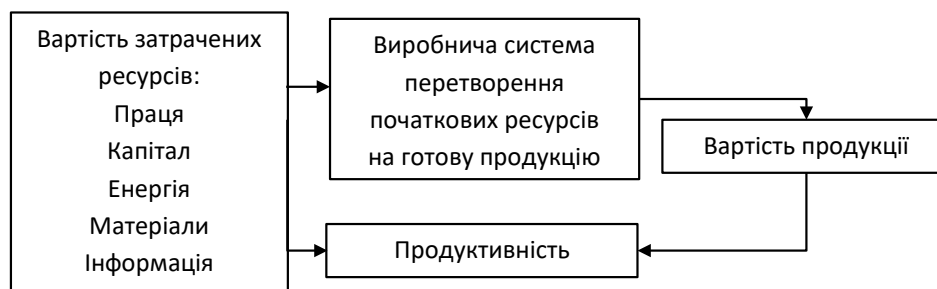 Вартість затрачених
ресурсів:
Праця
Капітал
Енергія
Матеріали
Інформація
Виробнича система
перетворення
початкових ресурсів
на готову продукцію
Вартість продукції
Продуктивність